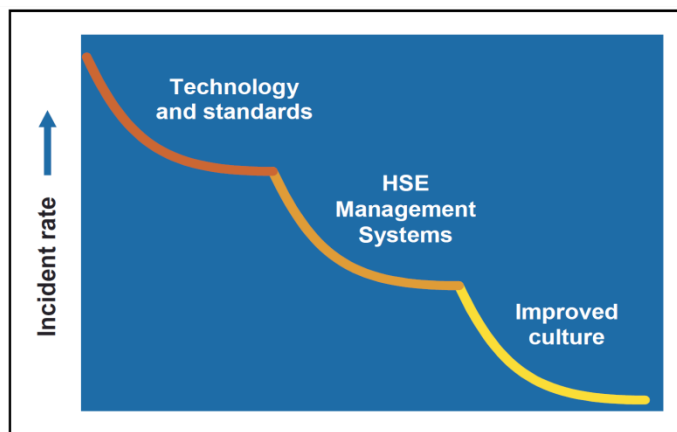 Technology
and standards
HSE
Management
Systems
Improved
culture
Incident rate